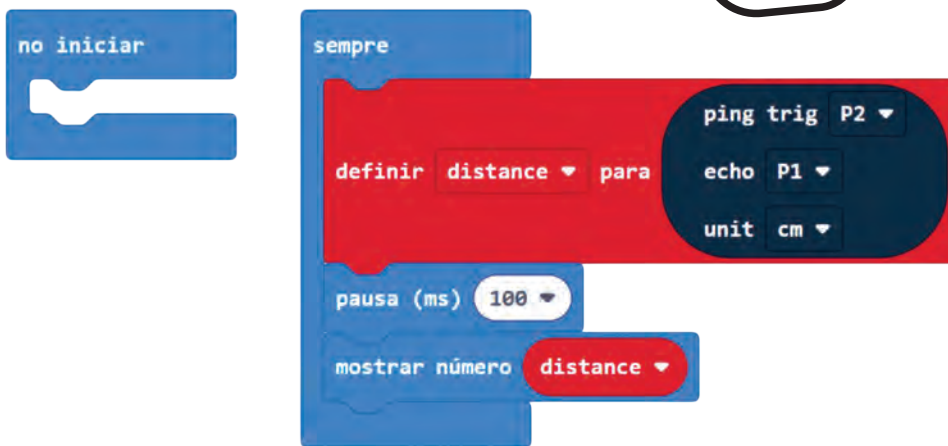 no iniciar
sempre
definir distance para
ping trig P2
echo P1
unit cm
pausa (ms) 100
mostrar número distance